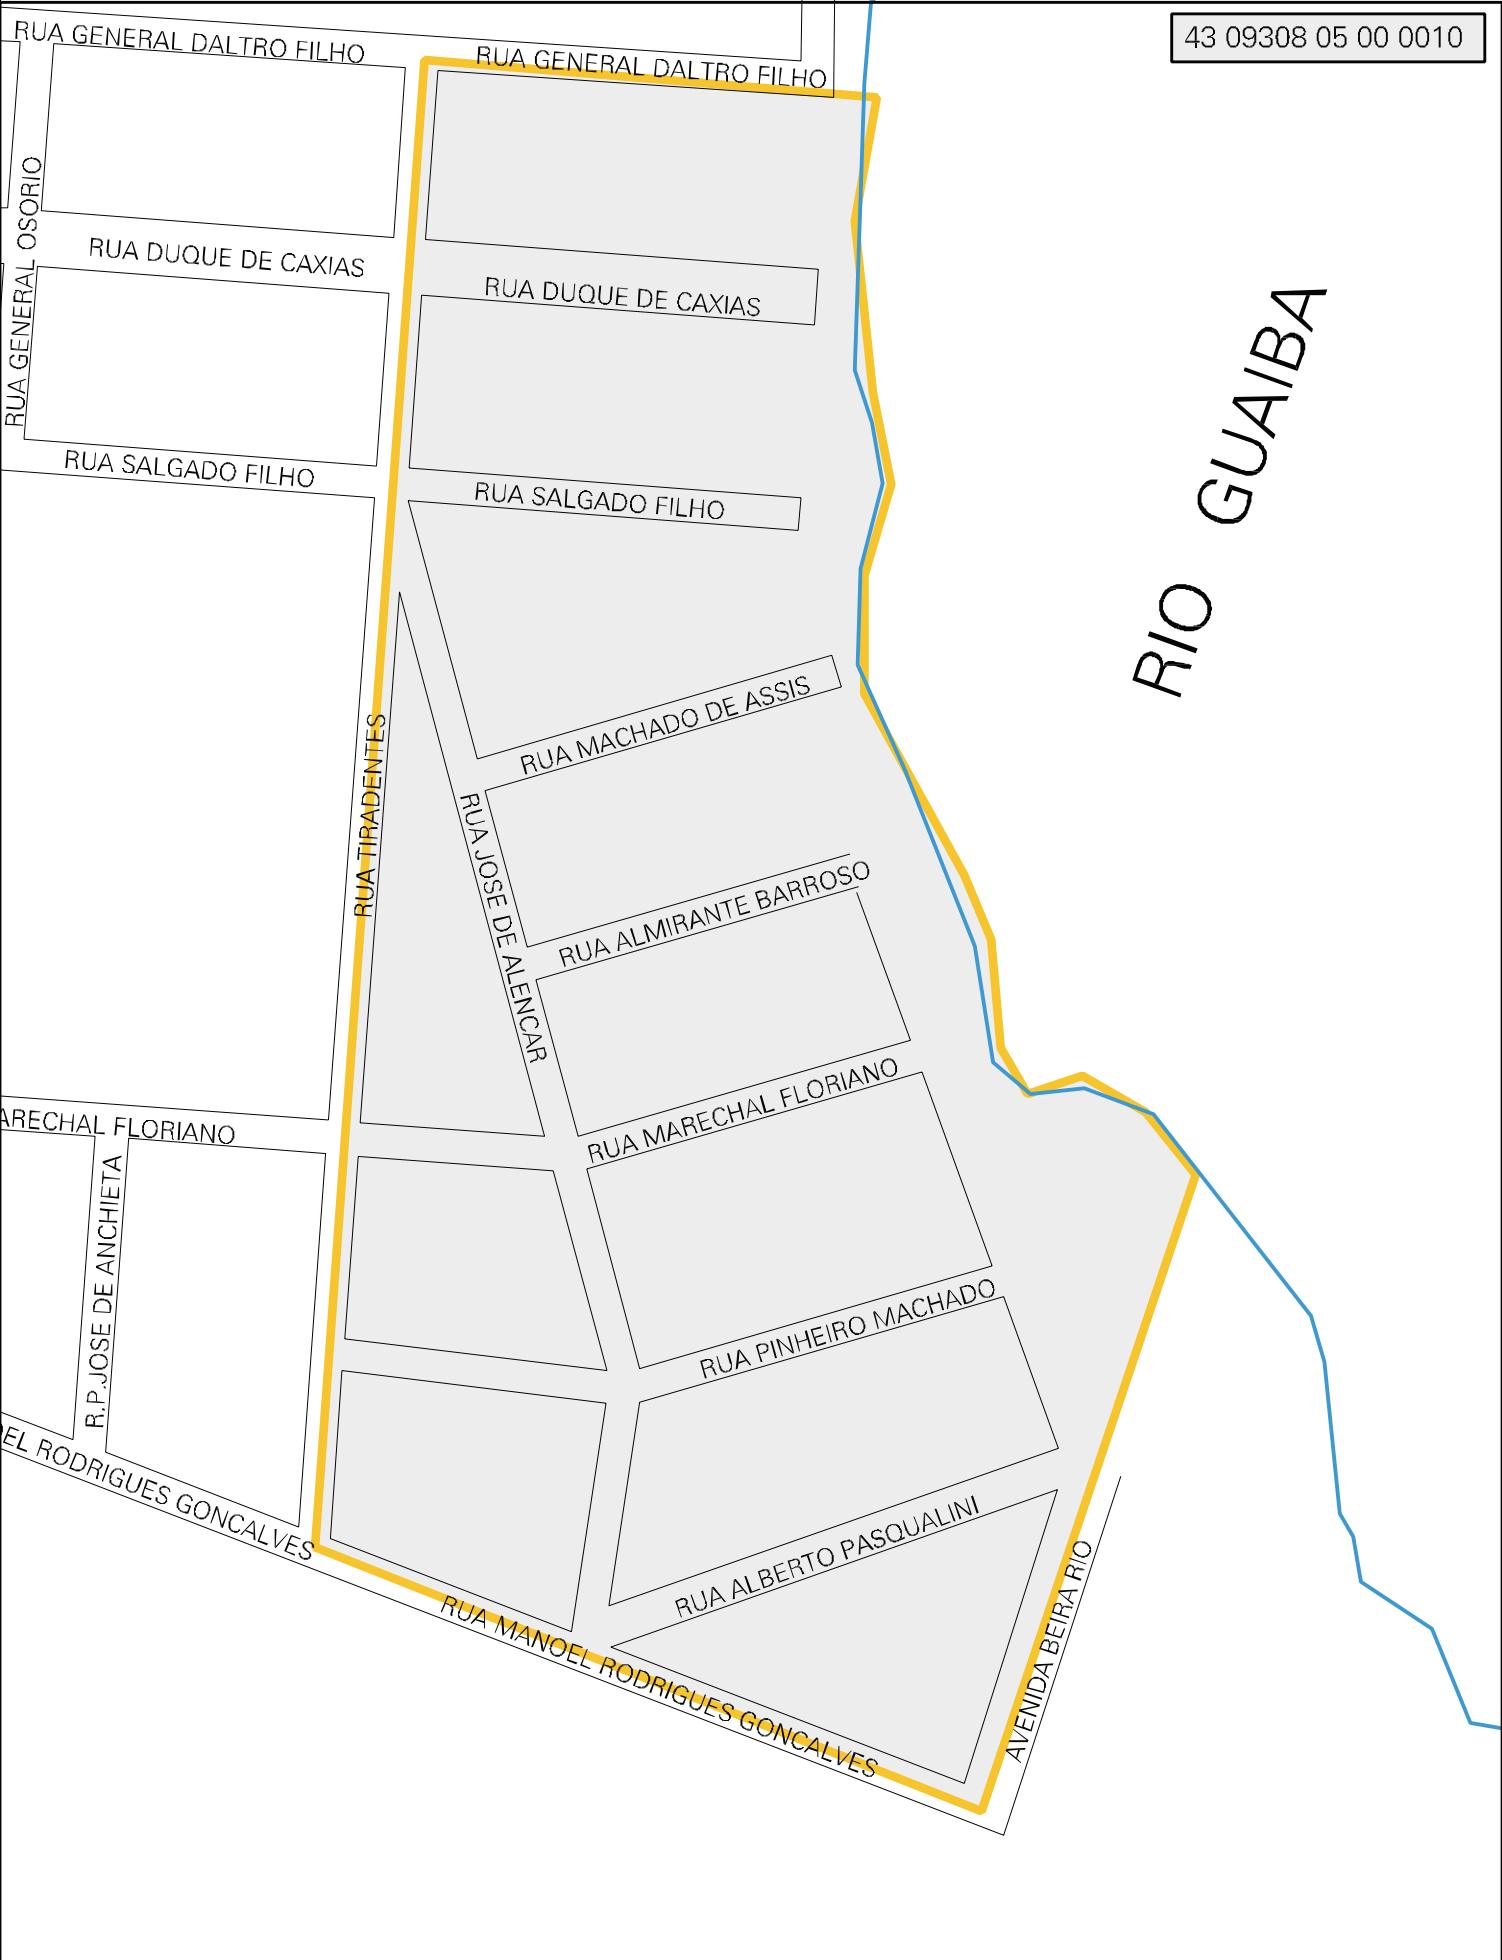 RUA GENERAL DALTRO FILHO
RUA GENERAL DALTRO FILHO
43 09308 05 00 0010
RUA GENERAL OSORIO
RUA DUQUE DE CAXIAS
RUA DUQUE DE CAXIAS
RUA GENERAL
RIO GUAIBA
RUA SALGADO FILHO
RUA SALGADO FILHO
RUA MACHADO DE ASSIS
RUA TIRADENTES
RUA JOSE DE ALENCAR
RUA ALMIRANTE BARROSO
RUA MARECHAL FLORIANO
ARECHAL FLORIANO
R.P.JOSE DE ANCHIETA
RUA PINHEIRO MACHADO
EL RODRIGUES GONCALVES
RUA ALBERTO PASQUALINI
AVENIDA BEIRA RIO
RUA MANOEL RODRIGUES GONCALVES